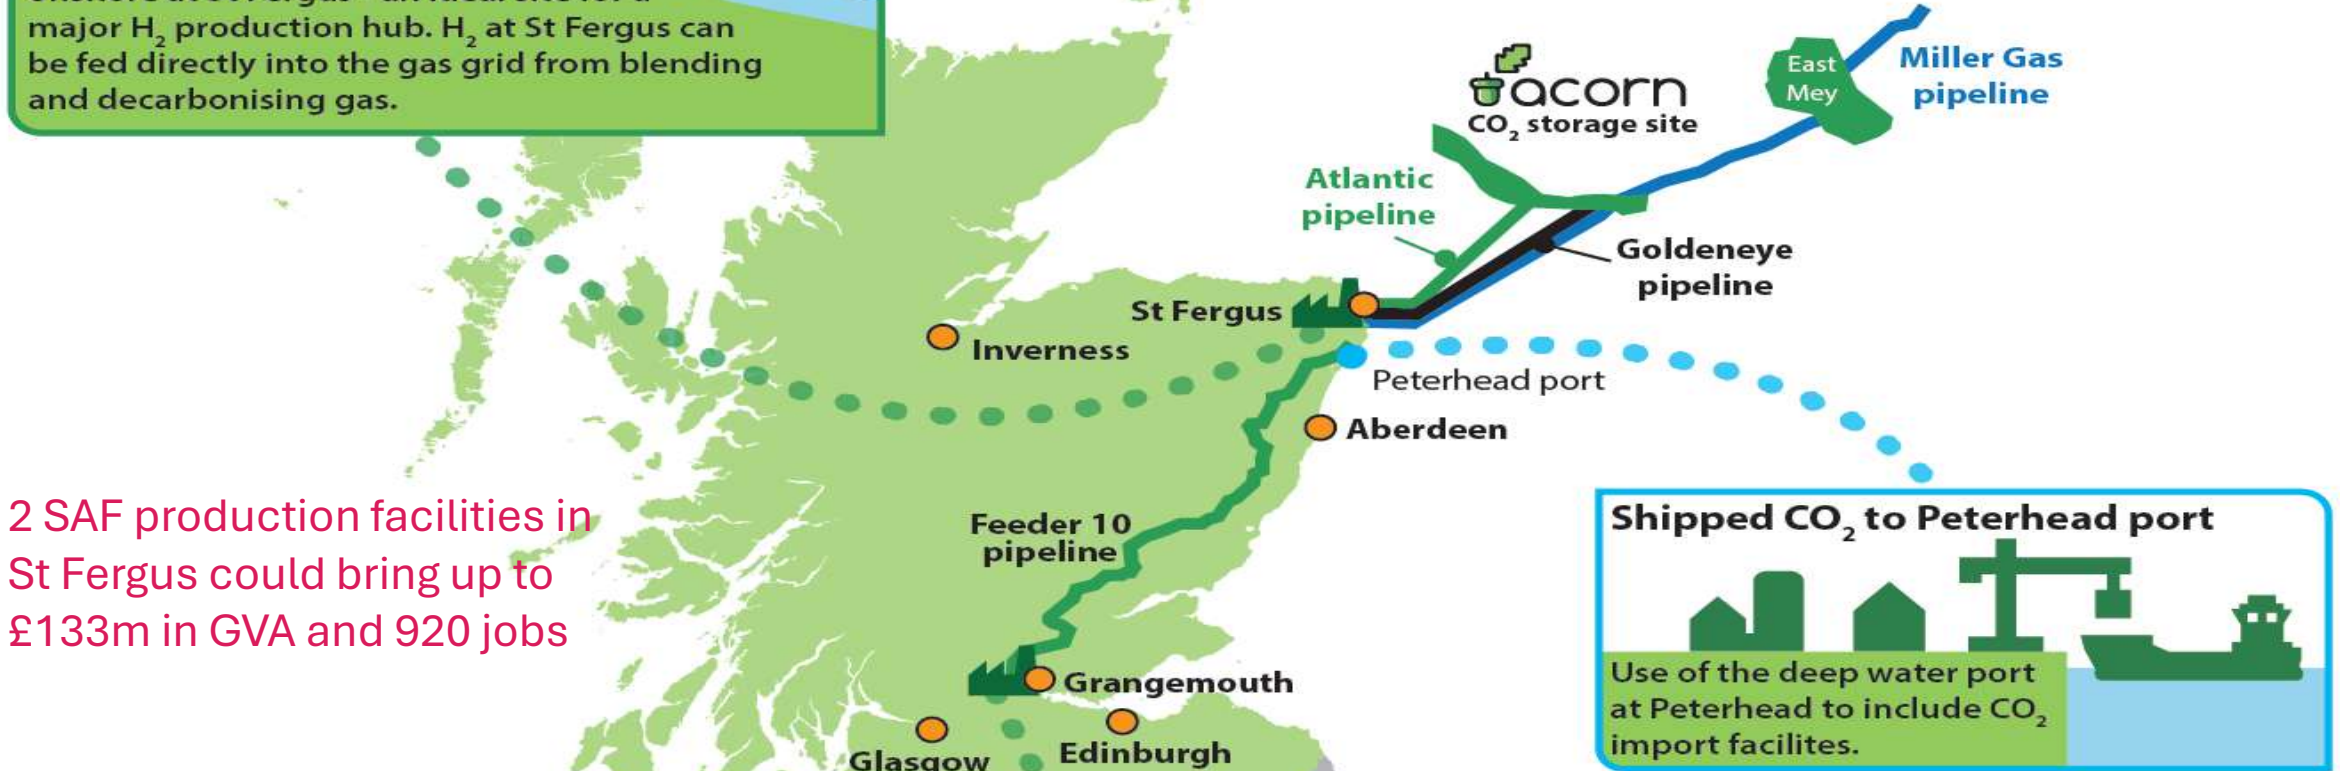 major H₂ production hub. H₂ at St Fergus can
be fed directly into the gas grid from blending
and decarbonising gas.
acorn
CO₂ storage site
East
Mey
Miller Gas
pipeline
Atlantic
pipeline
Goldeneye
pipeline
St Fergus
Inverness
Peterhead port
Aberdeen
2 SAF production facilities in
St Fergus could bring up to
£133m in GVA and 920 jobs
Feeder 10
pipeline
Grangemouth
Glasgow
Edinburgh
Shipped CO₂ to Peterhead port
Use of the deep water port
at Peterhead to include CO₂
import facilites.